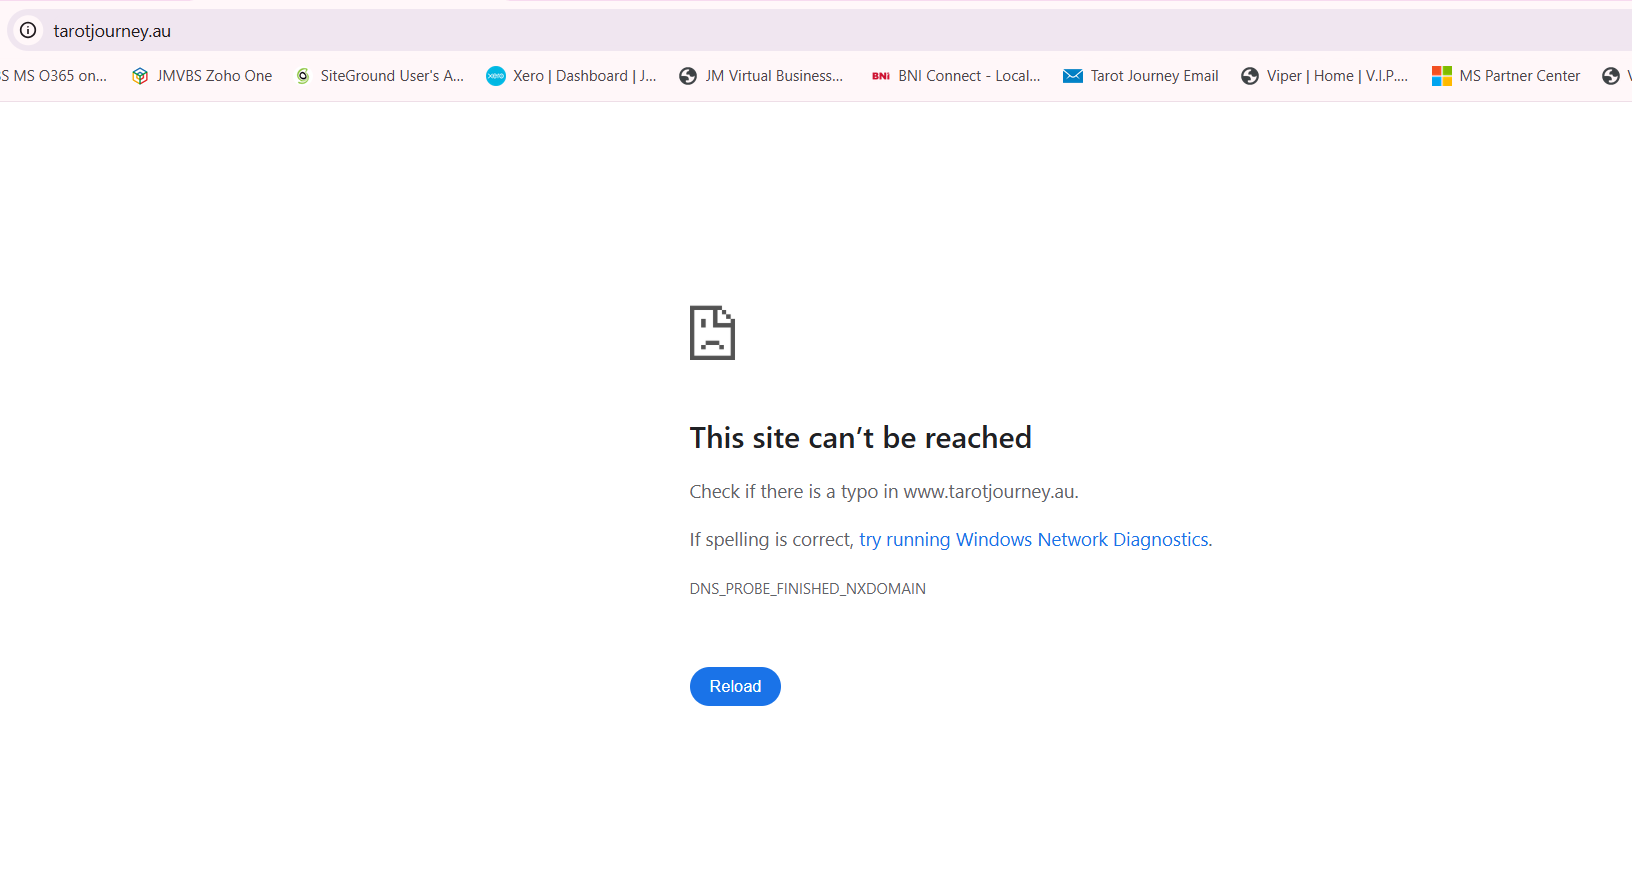 tarotjourney.au
S MS O365 on... JMVBS Zoho One SiteGround User's A... xero Xero | Dashboard | J... JM Virtual Business... BNI BNI Connect - Local... Tarot Journey Email Viper | Home | V.I.P.... MS Partner Center V
This site can’t be reached
Check if there is a typo in www.tarotjourney.au.
If spelling is correct, try running Windows Network Diagnostics.
DNS_PROBE_FINISHED_NXDOMAIN
Reload